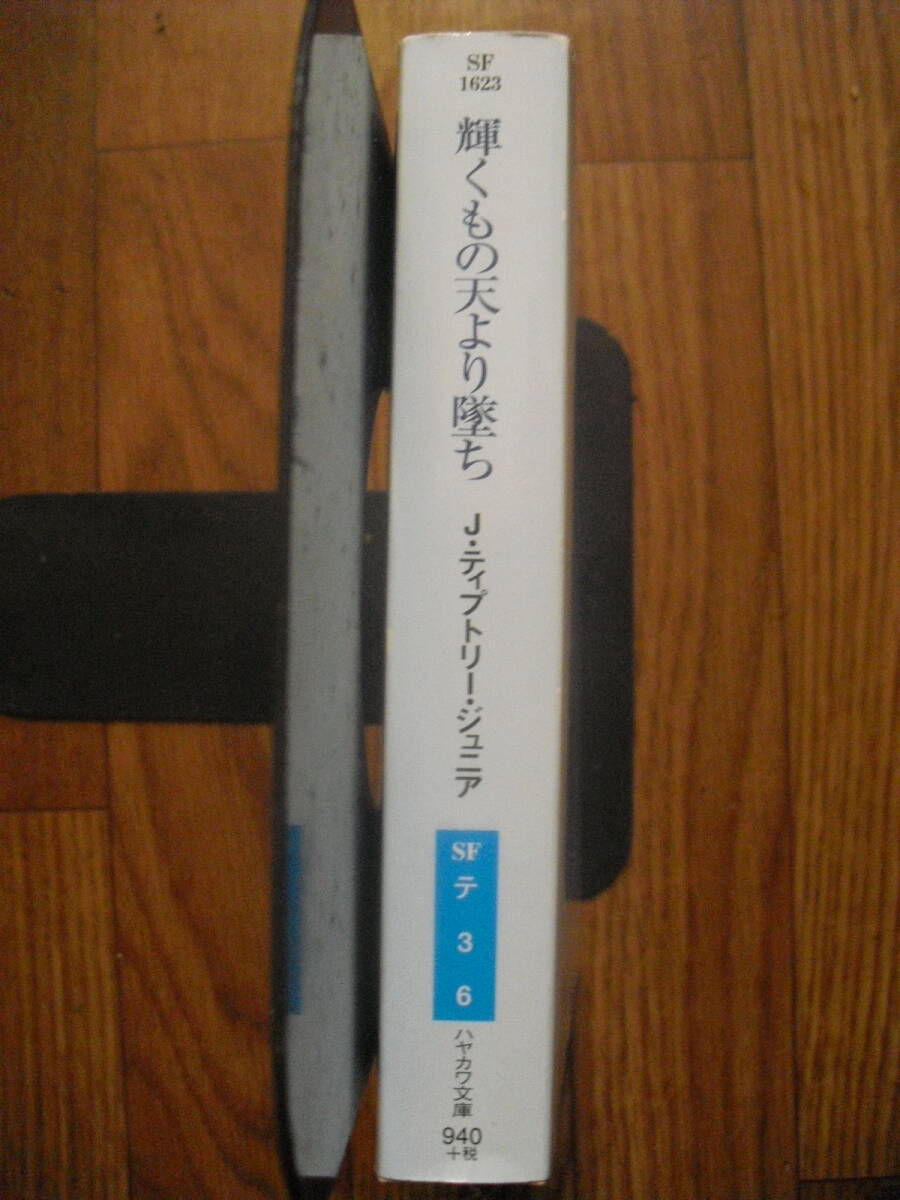 SF
1623
輝くもの天より墜ち
J・ティプトリー・ジュニア
SF
テ
3
6
ハヤカワ文庫
940
+税